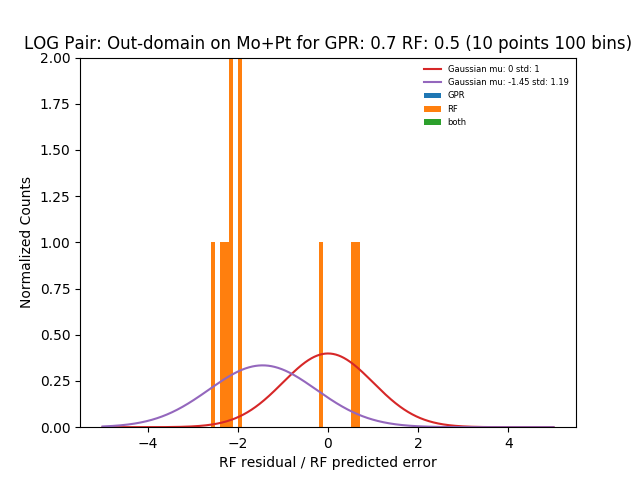 LOG Pair: Out-domain on Mo+Pt for GPR: 0.7 RF: 0.5 (10 points 100 bins)
Gaussian mu: 0 std: 1
Gaussian mu: -1.45 std: 1.19
GPR
RF
both
2.00
1.75
1.50
1.25
1.00
0.75
0.50
0.25
0.00
Normalized Counts
−4 −2 0 2 4
RF residual / RF predicted error